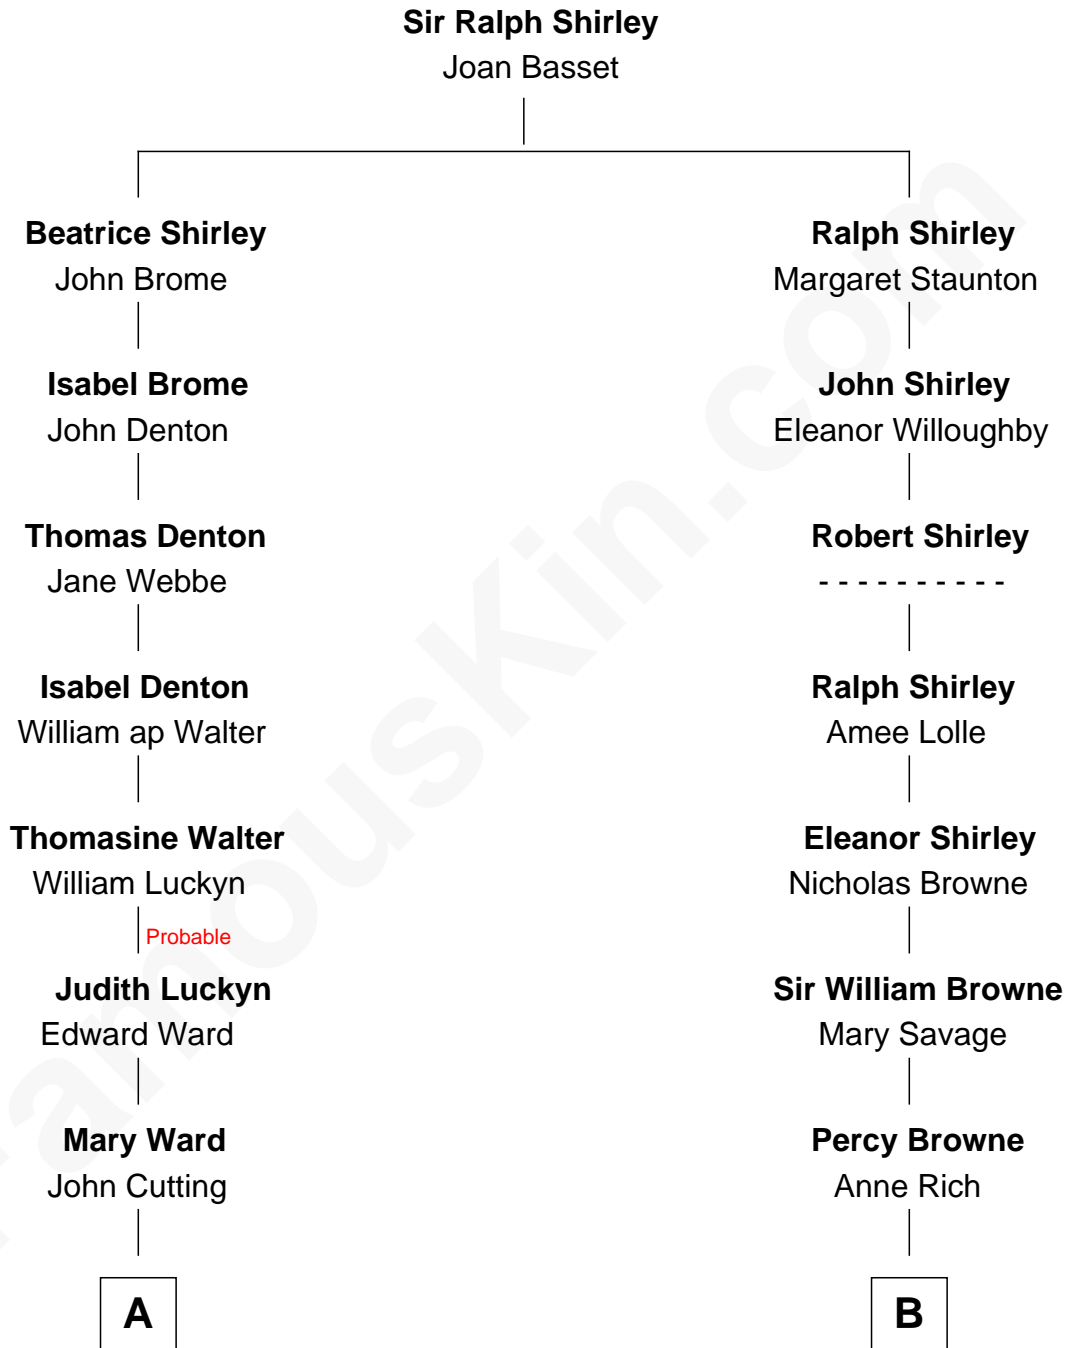 Sir Ralph Shirley
Joan Basset
Beatrice Shirley
John Brome
Ralph Shirley
Margaret Staunton
Isabel Brome
John Denton
John Shirley
Eleanor Willoughby
Thomas Denton
Jane Webbe
Robert Shirley
- - - - - - - - - -
Isabel Denton
William ap Walter
Ralph Shirley
Amee Lolle
Thomasine Walter
William Luckyn
Eleanor Shirley
Nicholas Browne
Probable
Judith Luckyn
Edward Ward
Sir William Browne
Mary Savage
Mary Ward
John Cutting
Percy Browne
Anne Rich
A
B
FamousKin.com